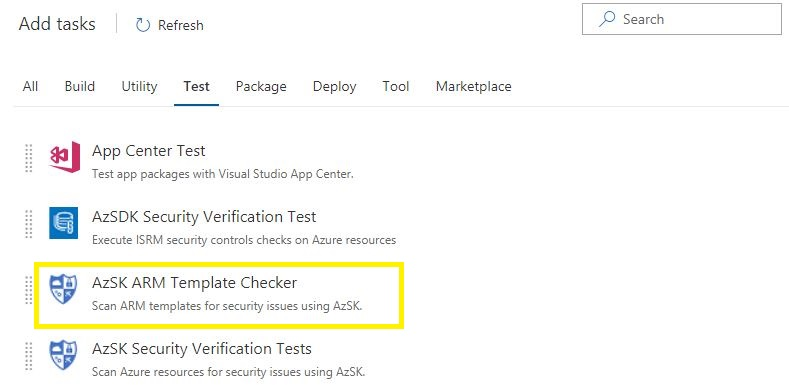 Add tasks
Refresh
Search
All Build Utility Test Package Deploy Tool Marketplace
App Center Test
Test app packages with Visual Studio App Center.
AzSDK Security Verification Test
Execute ISRM security controls checks on Azure resources
AzSK ARM Template Checker
Scan ARM templates for security issues using AzSK.
AzSK Security Verification Tests
Scan Azure resources for security issues using AzSK.